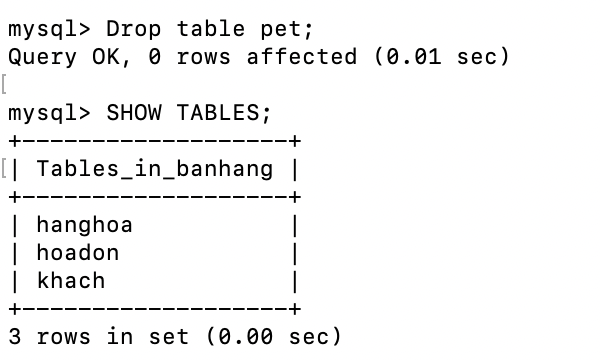 mysql> Drop table pet;
Query OK, 0 rows affected (0.01 sec)
[
mysql> SHOW TABLES;
+--------------------+
[| Tables_in_banhang |
+--------------------+
| hanghoa            |
| hoadon             |
| khach              |
+--------------------+
3 rows in set (0.00 sec)